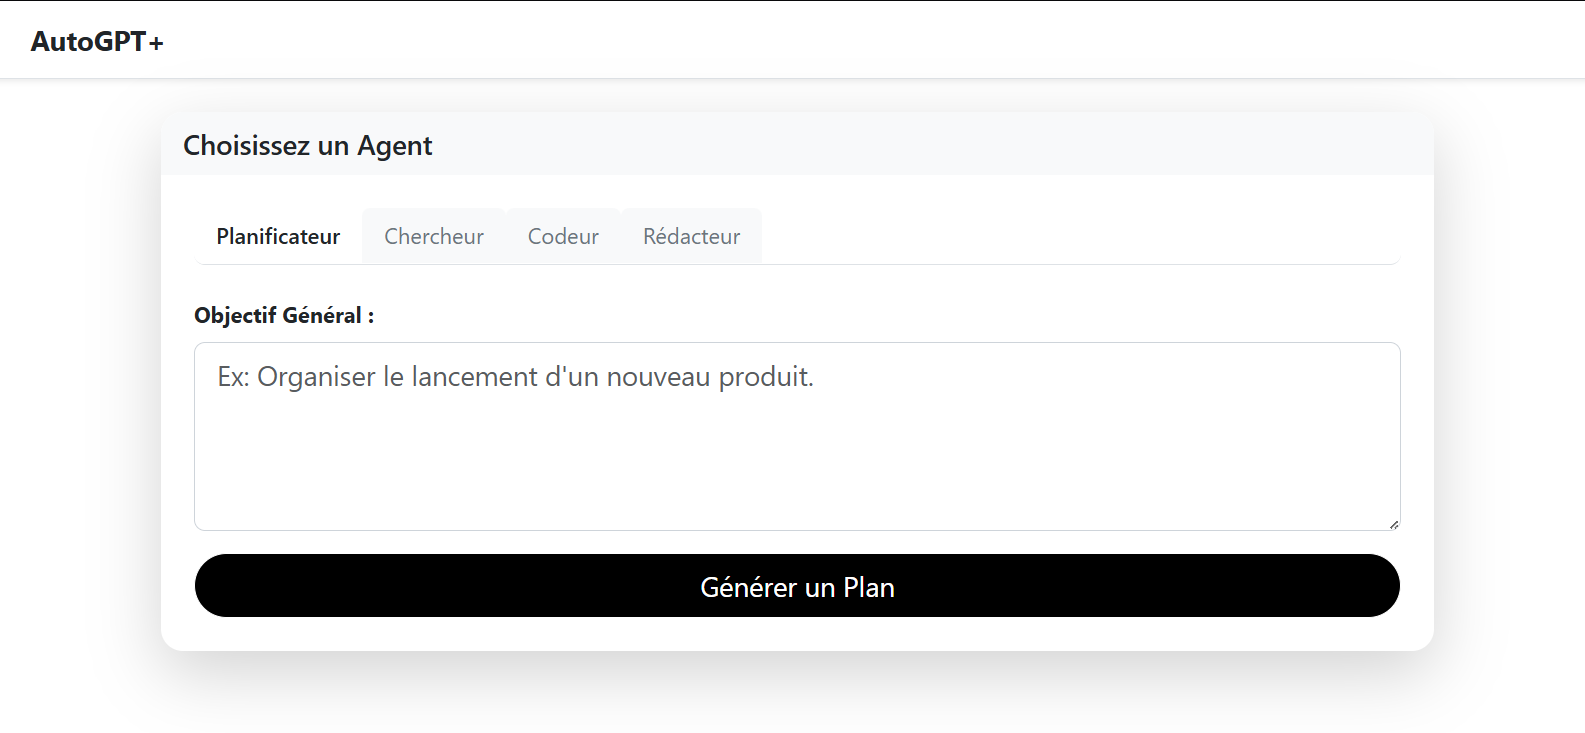 AutoGPT+
Choisissez un Agent
Planificateur Chercheur Codeur Rédacteur
Objectif Général :
Ex: Organiser le lancement d'un nouveau produit.
Générer un Plan